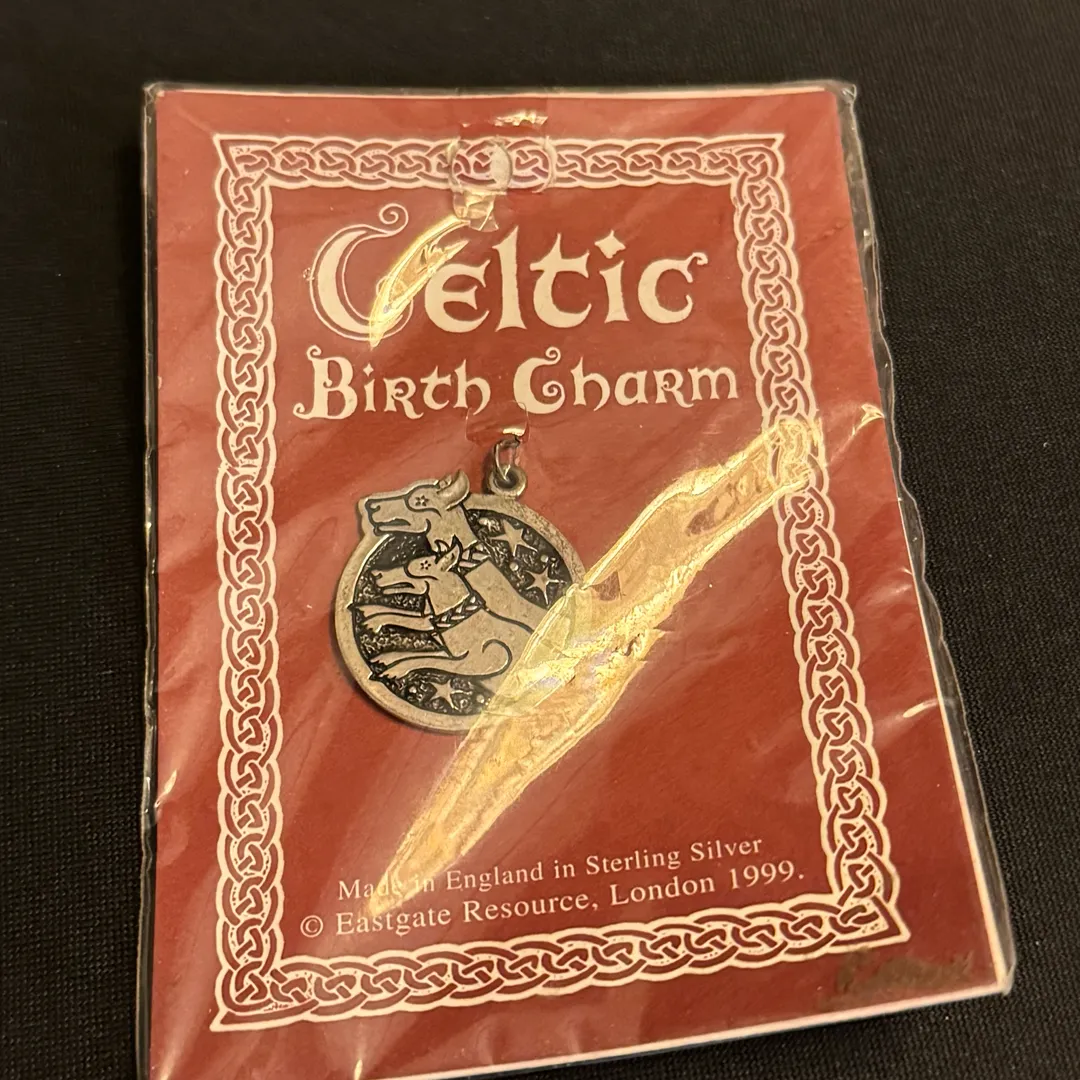 Celtic
Birth Charm
Made in England in Sterling Silver
© Eastgate Resource, London 1999.